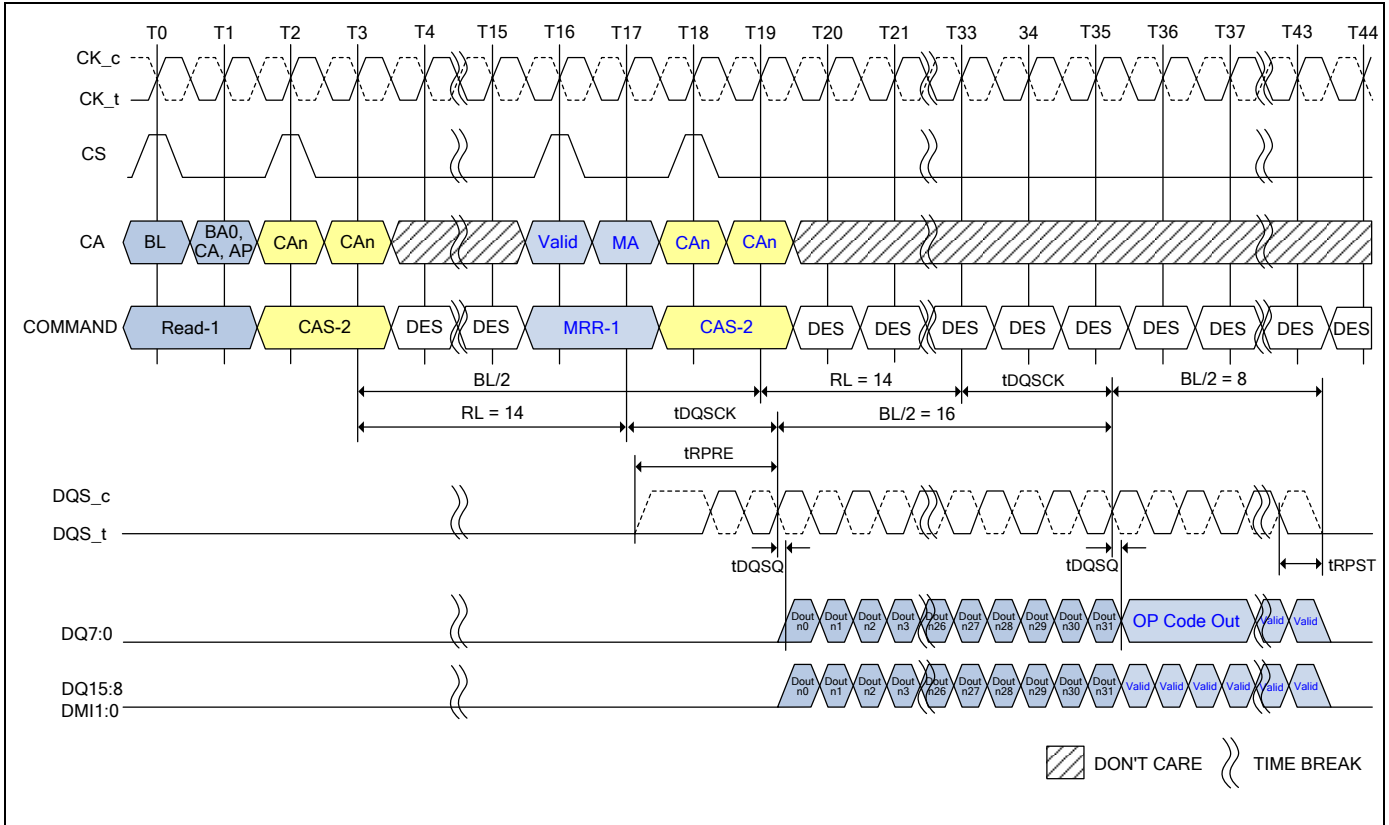 T0 T1 T2 T3 T4 T15 T16 T17 T18 T19 T20 T21 T33 34 T35 T36 T37 T43 T44
CK_c
CK_t
CS
CA BL BA0, CA, AP CAn CAn Valid MA CAn CAn
COMMAND Read-1 CAS-2 DES DES MRR-1 CAS-2 DES DES DES DES DES DES DES DES DES
BL/2 RL = 14 tDQSCK BL/2 = 8
RL = 14 tDQSCK BL/2 = 16
tRPRE
DQS_c
DQS_t
tDQSQ tDQSQ tRPST
DQ7:0 Dout n0 Dout n1 Dout n2 Dout n3 Dout n26 Dout n27 Dout n28 Dout n29 Dout n30 Dout n31 OP Code Out Valid Valid
DQ15:8
DMI1:0 Dout n0 Dout n1 Dout n2 Dout n3 Dout n26 Dout n27 Dout n28 Dout n29 Dout n30 Dout n31 Valid Valid Valid Valid Valid Valid
DON'T CARE TIME BREAK